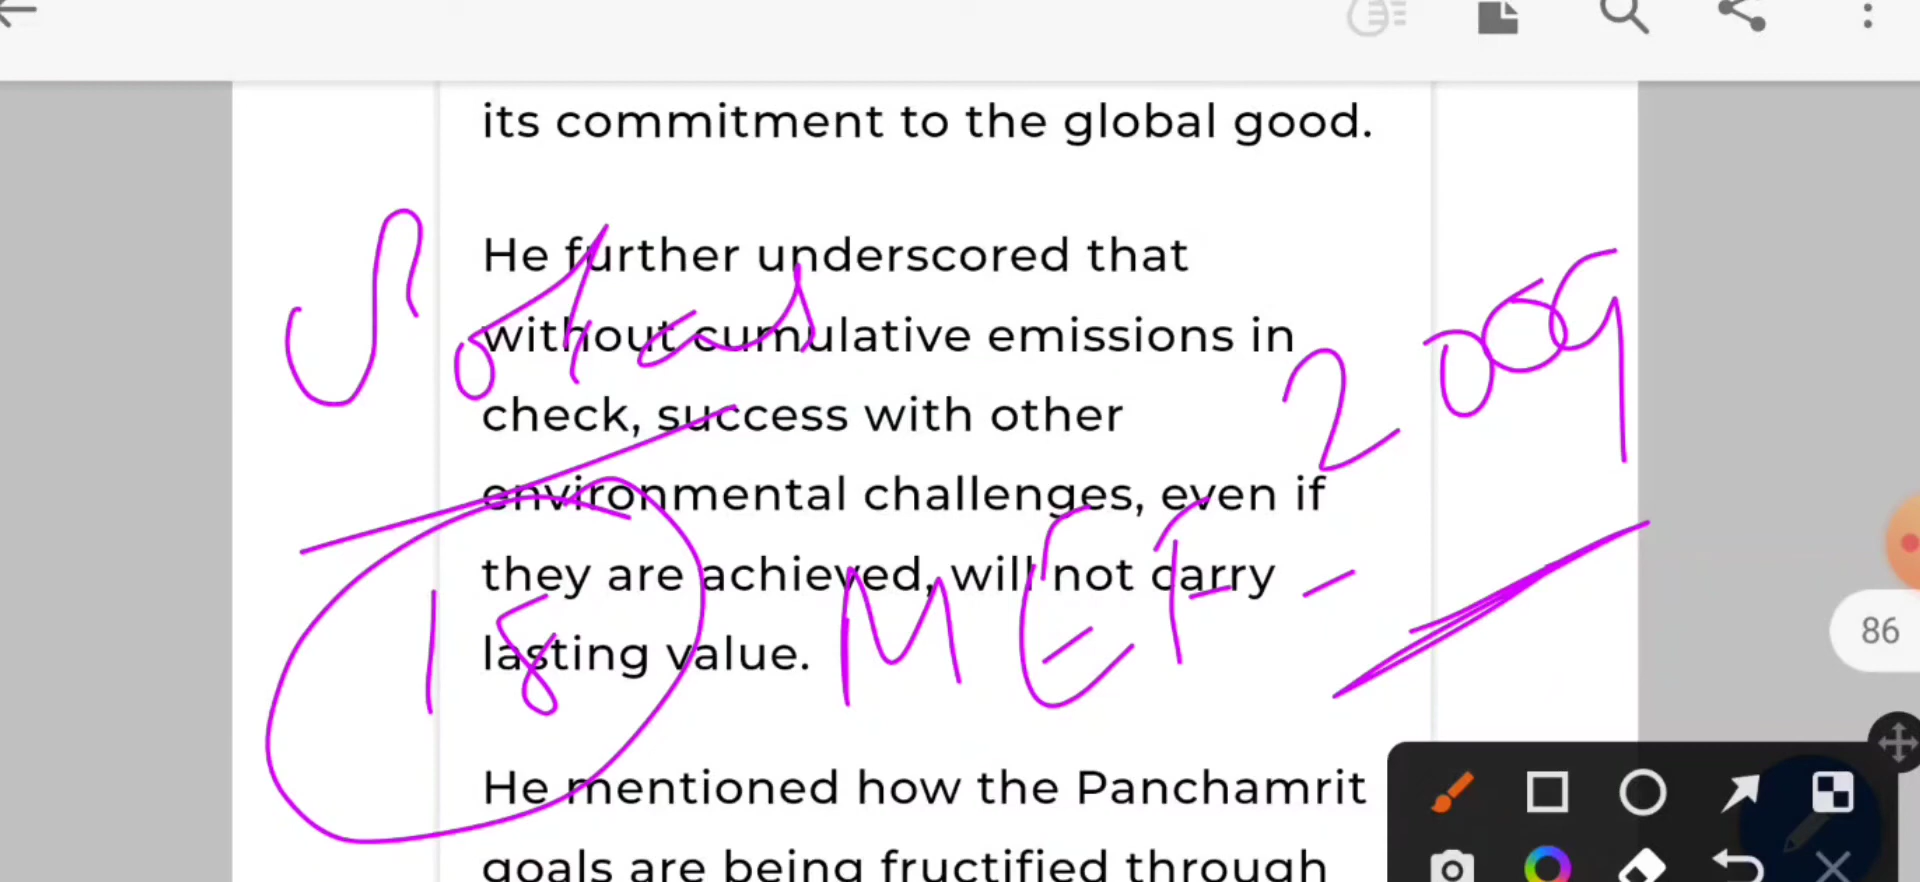 its commitment to the global good.
He further underscored that
without cumulative emissions in
check, success with other
environmental challenges, even if
they are achieved, will not carry
lasting value.
2009
18
MEF -
86
He mentioned how the Panchamrit
goals are being fructified through